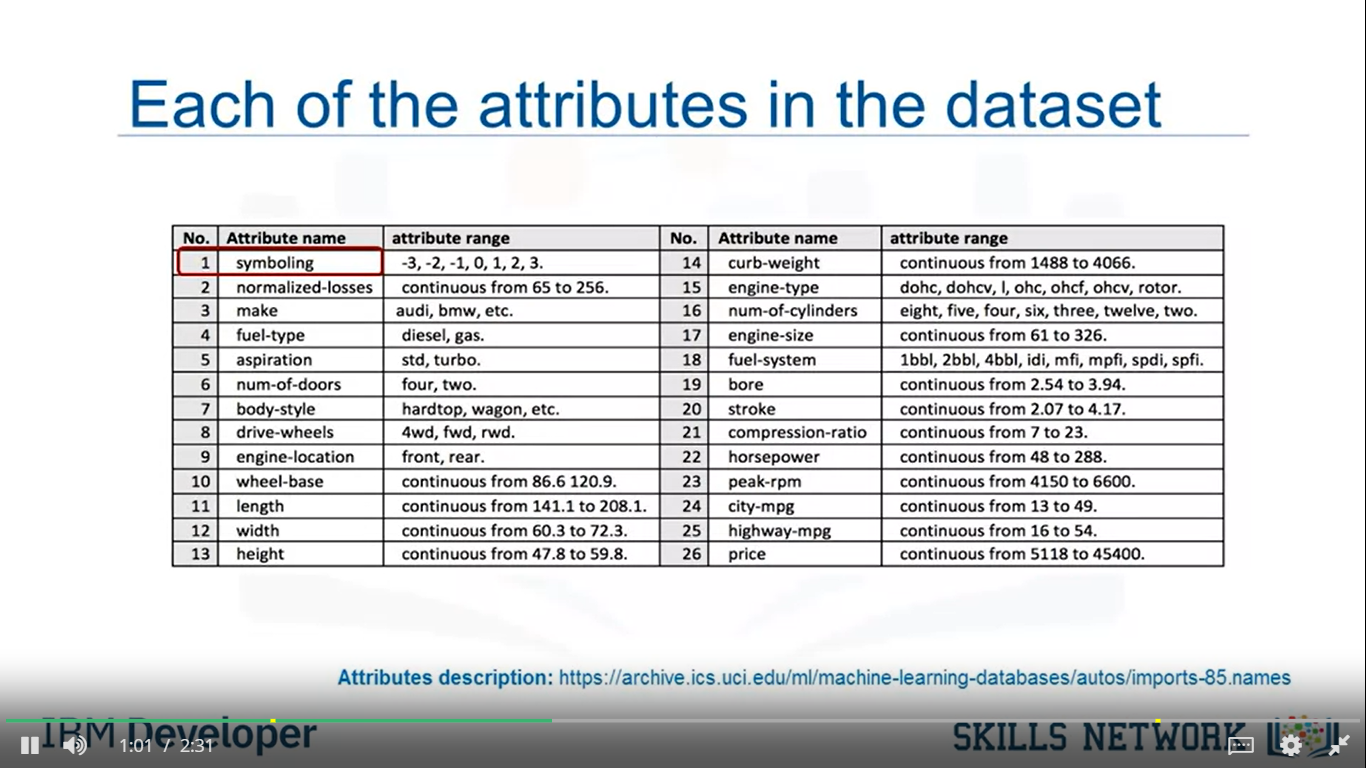 Each of the attributes in the dataset
No. Attribute name attribute range No. Attribute name attribute range
1 symboling -3, -2, -1, 0, 1, 2, 3. 14 curb-weight continuous from 1488 to 4066.
2 normalized-losses continuous from 65 to 256. 15 engine-type dohc, dohcv, l, ohc, ohcf, ohcv, rotor.
3 make audi, bmw, etc. 16 num-of-cylinders eight, five, four, six, three, twelve, two.
4 fuel-type diesel, gas. 17 engine-size continuous from 61 to 326.
5 aspiration std, turbo. 18 fuel-system 1bbl, 2bbl, 4bbl, idi, mfi, mpfi, spdi, spfi.
6 num-of-doors four, two. 19 bore continuous from 2.54 to 3.94.
7 body-style hardtop, wagon, etc. 20 stroke continuous from 2.07 to 4.17.
8 drive-wheels 4wd, fwd, rwd. 21 compression-ratio continuous from 7 to 23.
9 engine-location front, rear. 22 horsepower continuous from 48 to 288.
10 wheel-base continuous from 86.6 120.9. 23 peak-rpm continuous from 4150 to 6600.
11 length continuous from 141.1 to 208.1. 24 city-mpg continuous from 13 to 49.
12 width continuous from 60.3 to 72.3. 25 highway-mpg continuous from 16 to 54.
13 height continuous from 47.8 to 59.8. 26 price continuous from 5118 to 45400.
Attributes description: https://archive.ics.uci.edu/ml/machine-learning-databases/autos/imports-85.names
IBM Developer SKILLS NETWORK
1:01 / 2:31